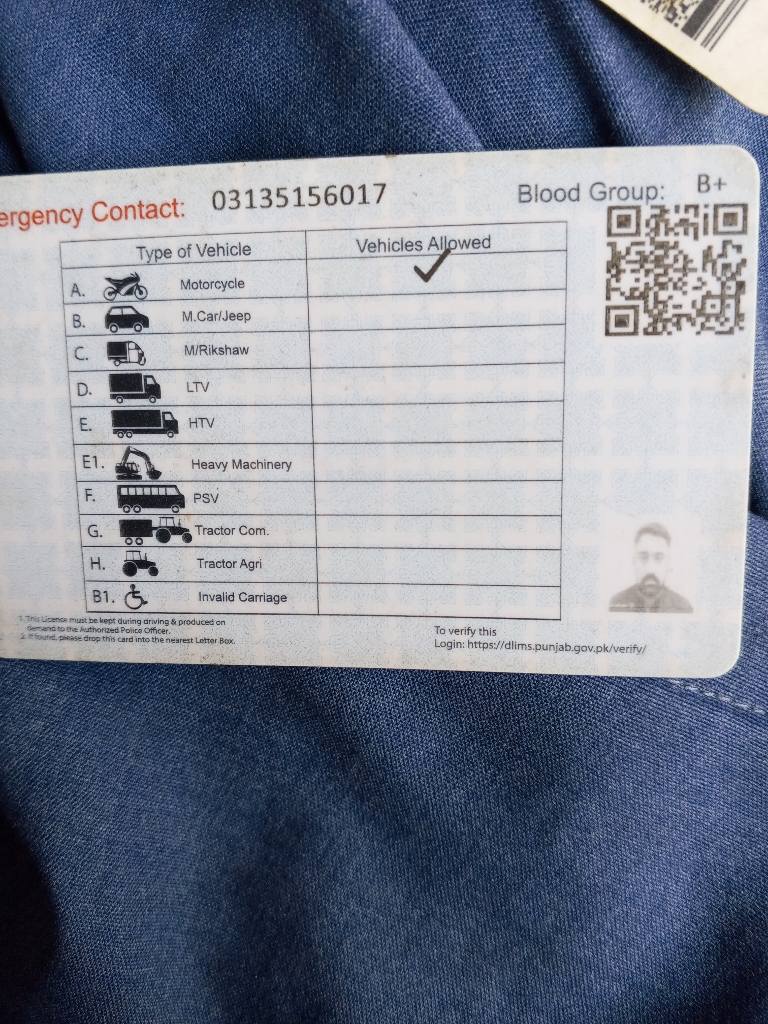 ergency Contact: 03135156017 Blood Group: B+
Type of Vehicle Vehicles Allowed
A. Motorcycle ✓
B. M.Car/Jeep
C. M/Rikshaw
D. LTV
E. HTV
E1. Heavy Machinery
F. PSV
G. Tractor Com.
H. Tractor Agri
B1. Invalid Carriage
1. This License must be kept during driving & produced on
demand to the Authorized Police Officer.
2. If found, please drop this card into the nearest Letter Box.
To verify this
Login: https://dlims.punjab.gov.pk/verify/